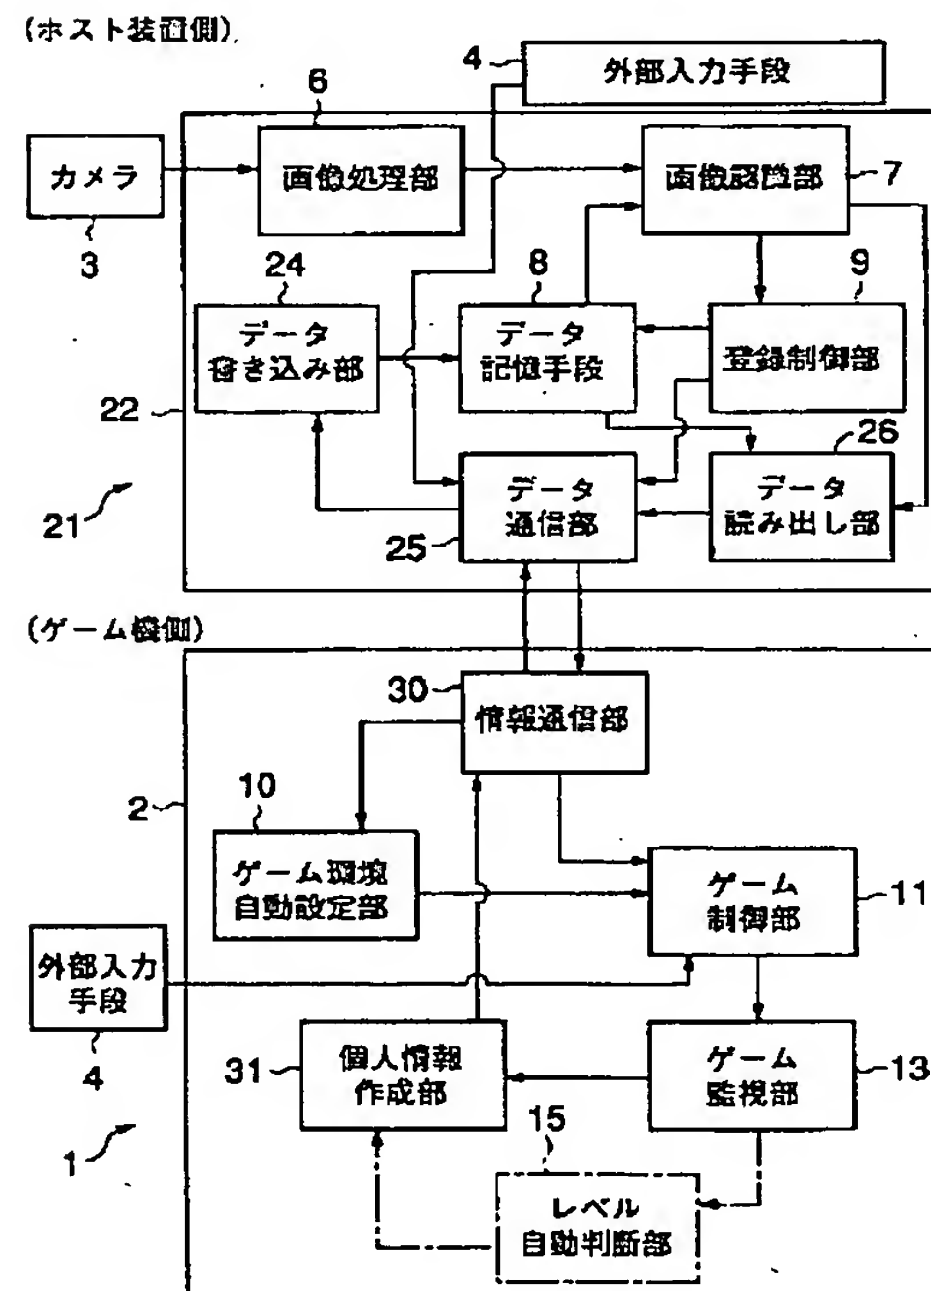 (ホスト装置側)
4
外部入力手段
6
カメラ
画像処理部
画像認識部
7
3
24
8
9
データ
書き込み部
データ
記憶手段
登録制御部
22
26
データ
通信部
データ
読み出し部
21
25
(ゲーム機側)
30
情報通信部
2
10
ゲーム環境
自動設定部
ゲーム
制御部
11
外部入力
手段
4
31
個人情報
作成部
ゲーム
監視部
13
1
15
レベル
自動判断部